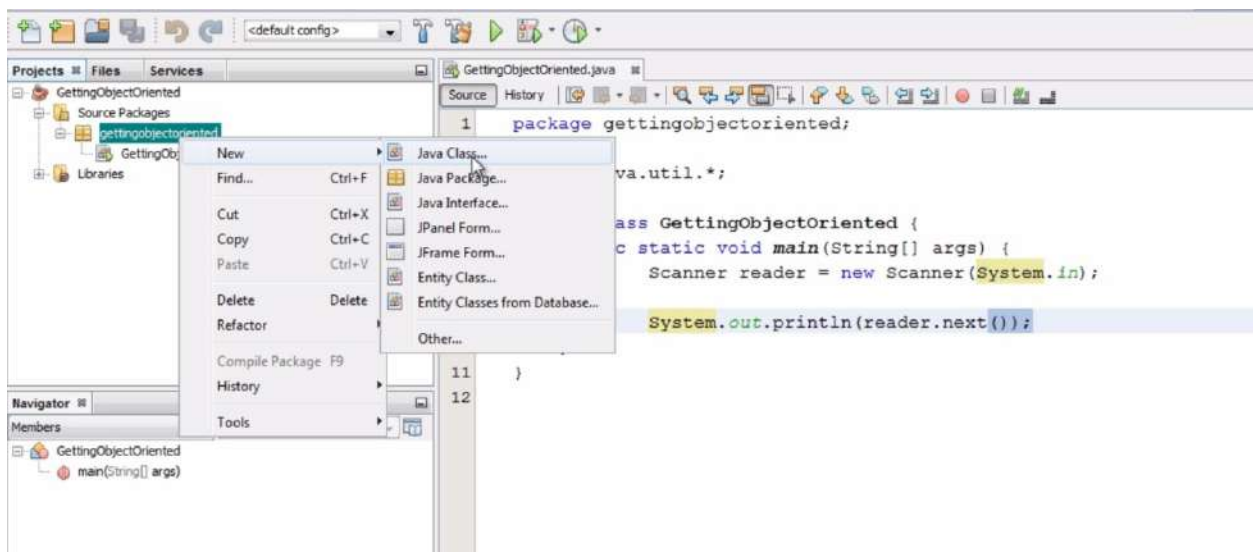 <default config>
Projects Files Services
GettingObjectOriented
Source Packages
gettingobjectoriented
GettingObj
Libraries
New
Find... Ctrl+F
Cut Ctrl+X
Copy Ctrl+C
Paste Ctrl+V
Delete Delete
Refactor
Compile Package F9
History
Tools
Java Class...
Java Package...
Java Interface...
JPanel Form...
JFrame Form...
Entity Class...
Entity Classes from Database...
Other...
Navigator
Members
GettingObjectOriented
main(String[] args)
GettingObjectOriented.java
Source History
1 package gettingobjectoriented;
va.util.*;
ass GettingObjectOriented {
c static void main(String[] args) {
Scanner reader = new Scanner(System.in);
System.out.println(reader.next());
11 }
12